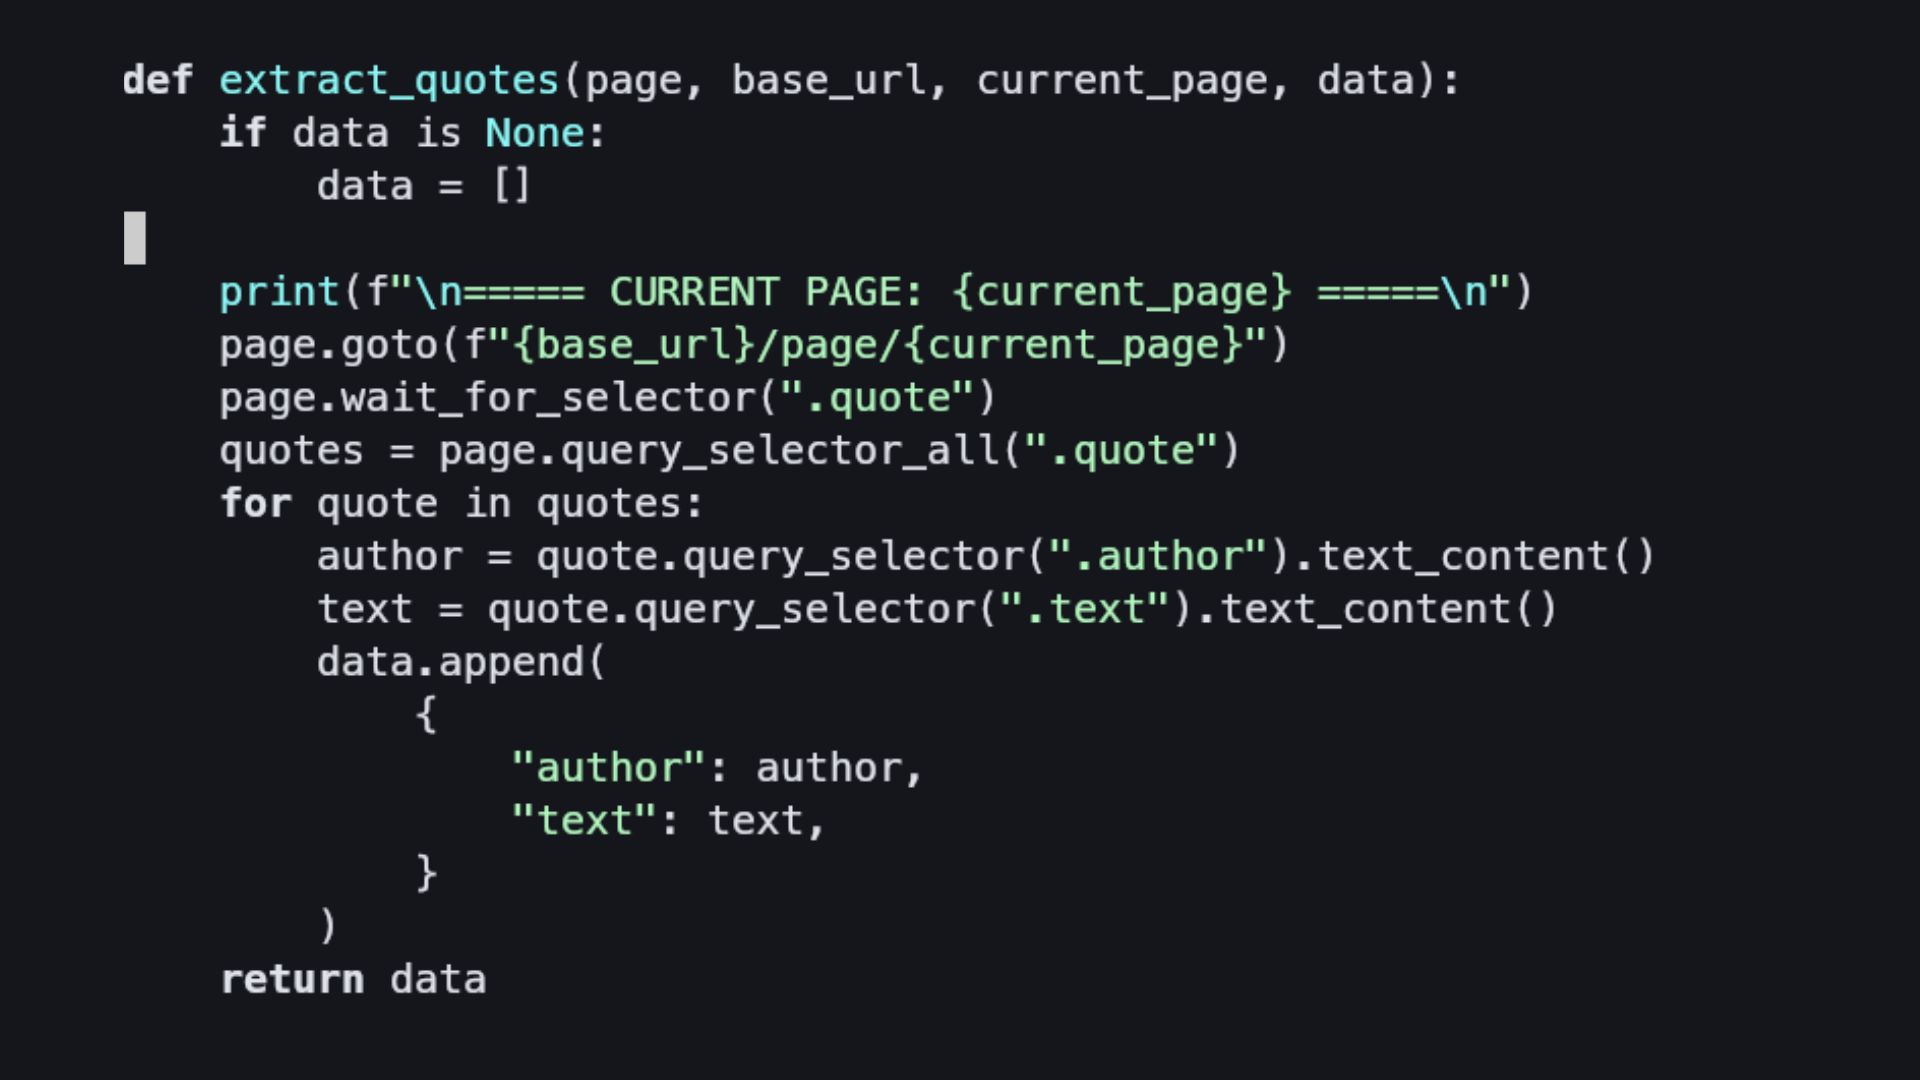 def extract_quotes(page, base_url, current_page, data):
    if data is None:
        data = []

    print(f"\n===== CURRENT PAGE: {current_page} =====\n")
    page.goto(f"{base_url}/page/{current_page}")
    page.wait_for_selector(".quote")
    quotes = page.query_selector_all(".quote")
    for quote in quotes:
        author = quote.query_selector(".author").text_content()
        text = quote.query_selector(".text").text_content()
        data.append(
            {
                "author": author,
                "text": text,
            }
        )
    return data